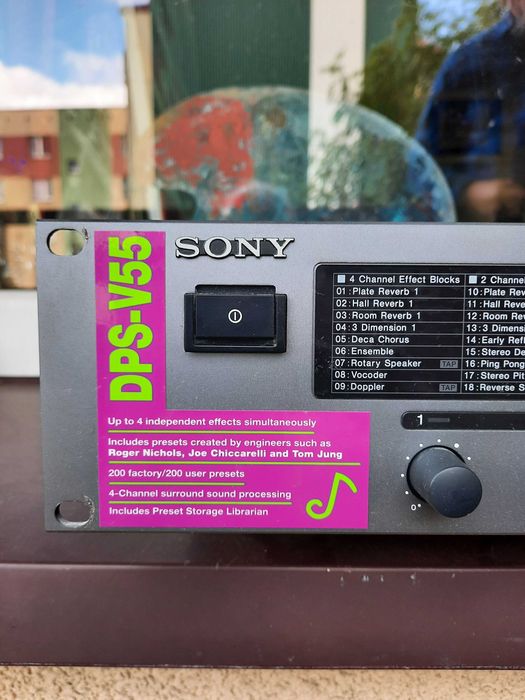 SONY
DPS-V55
Up to 4 independent effects simultaneously
Includes presets created by engineers such as
Roger Nichols, Joe Chiccarelli and Tom Jung
200 factory/200 user presets
4-Channel surround sound processing
Includes Preset Storage Librarian
4 Channel Effect Blocks
01:Plate Reverb 1
02:Hall Reverb 1
03:Room Reverb 1
04:3 Dimension 1
05:Deca Chorus
06:Ensemble
07:Rotary Speaker TAP
08:Vocoder
09:Doppler TAP
2 Channel
10:Plate Rev
11:Hall Reve
12:Room Re
13:3 Dimens
14:Early Refl
15:Stereo De
16:Ping Pong
17:Stereo Pit
18:Reverse S
1
0